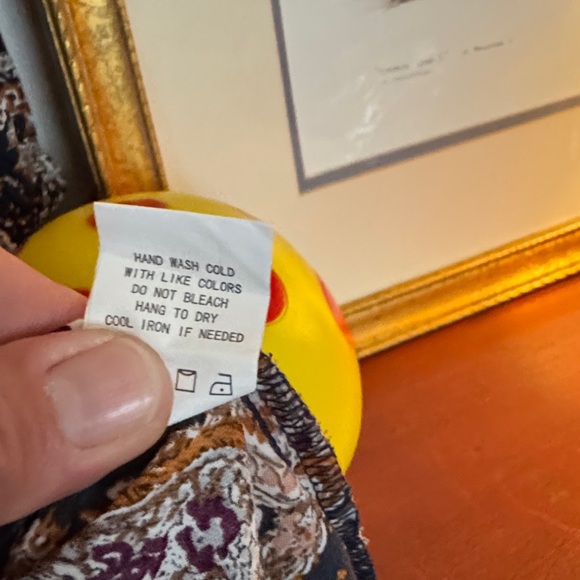 HAND WASH COLD
WITH LIKE COLORS
DO NOT BLEACH
HANG TO DRY
COOL IRON IF NEEDED